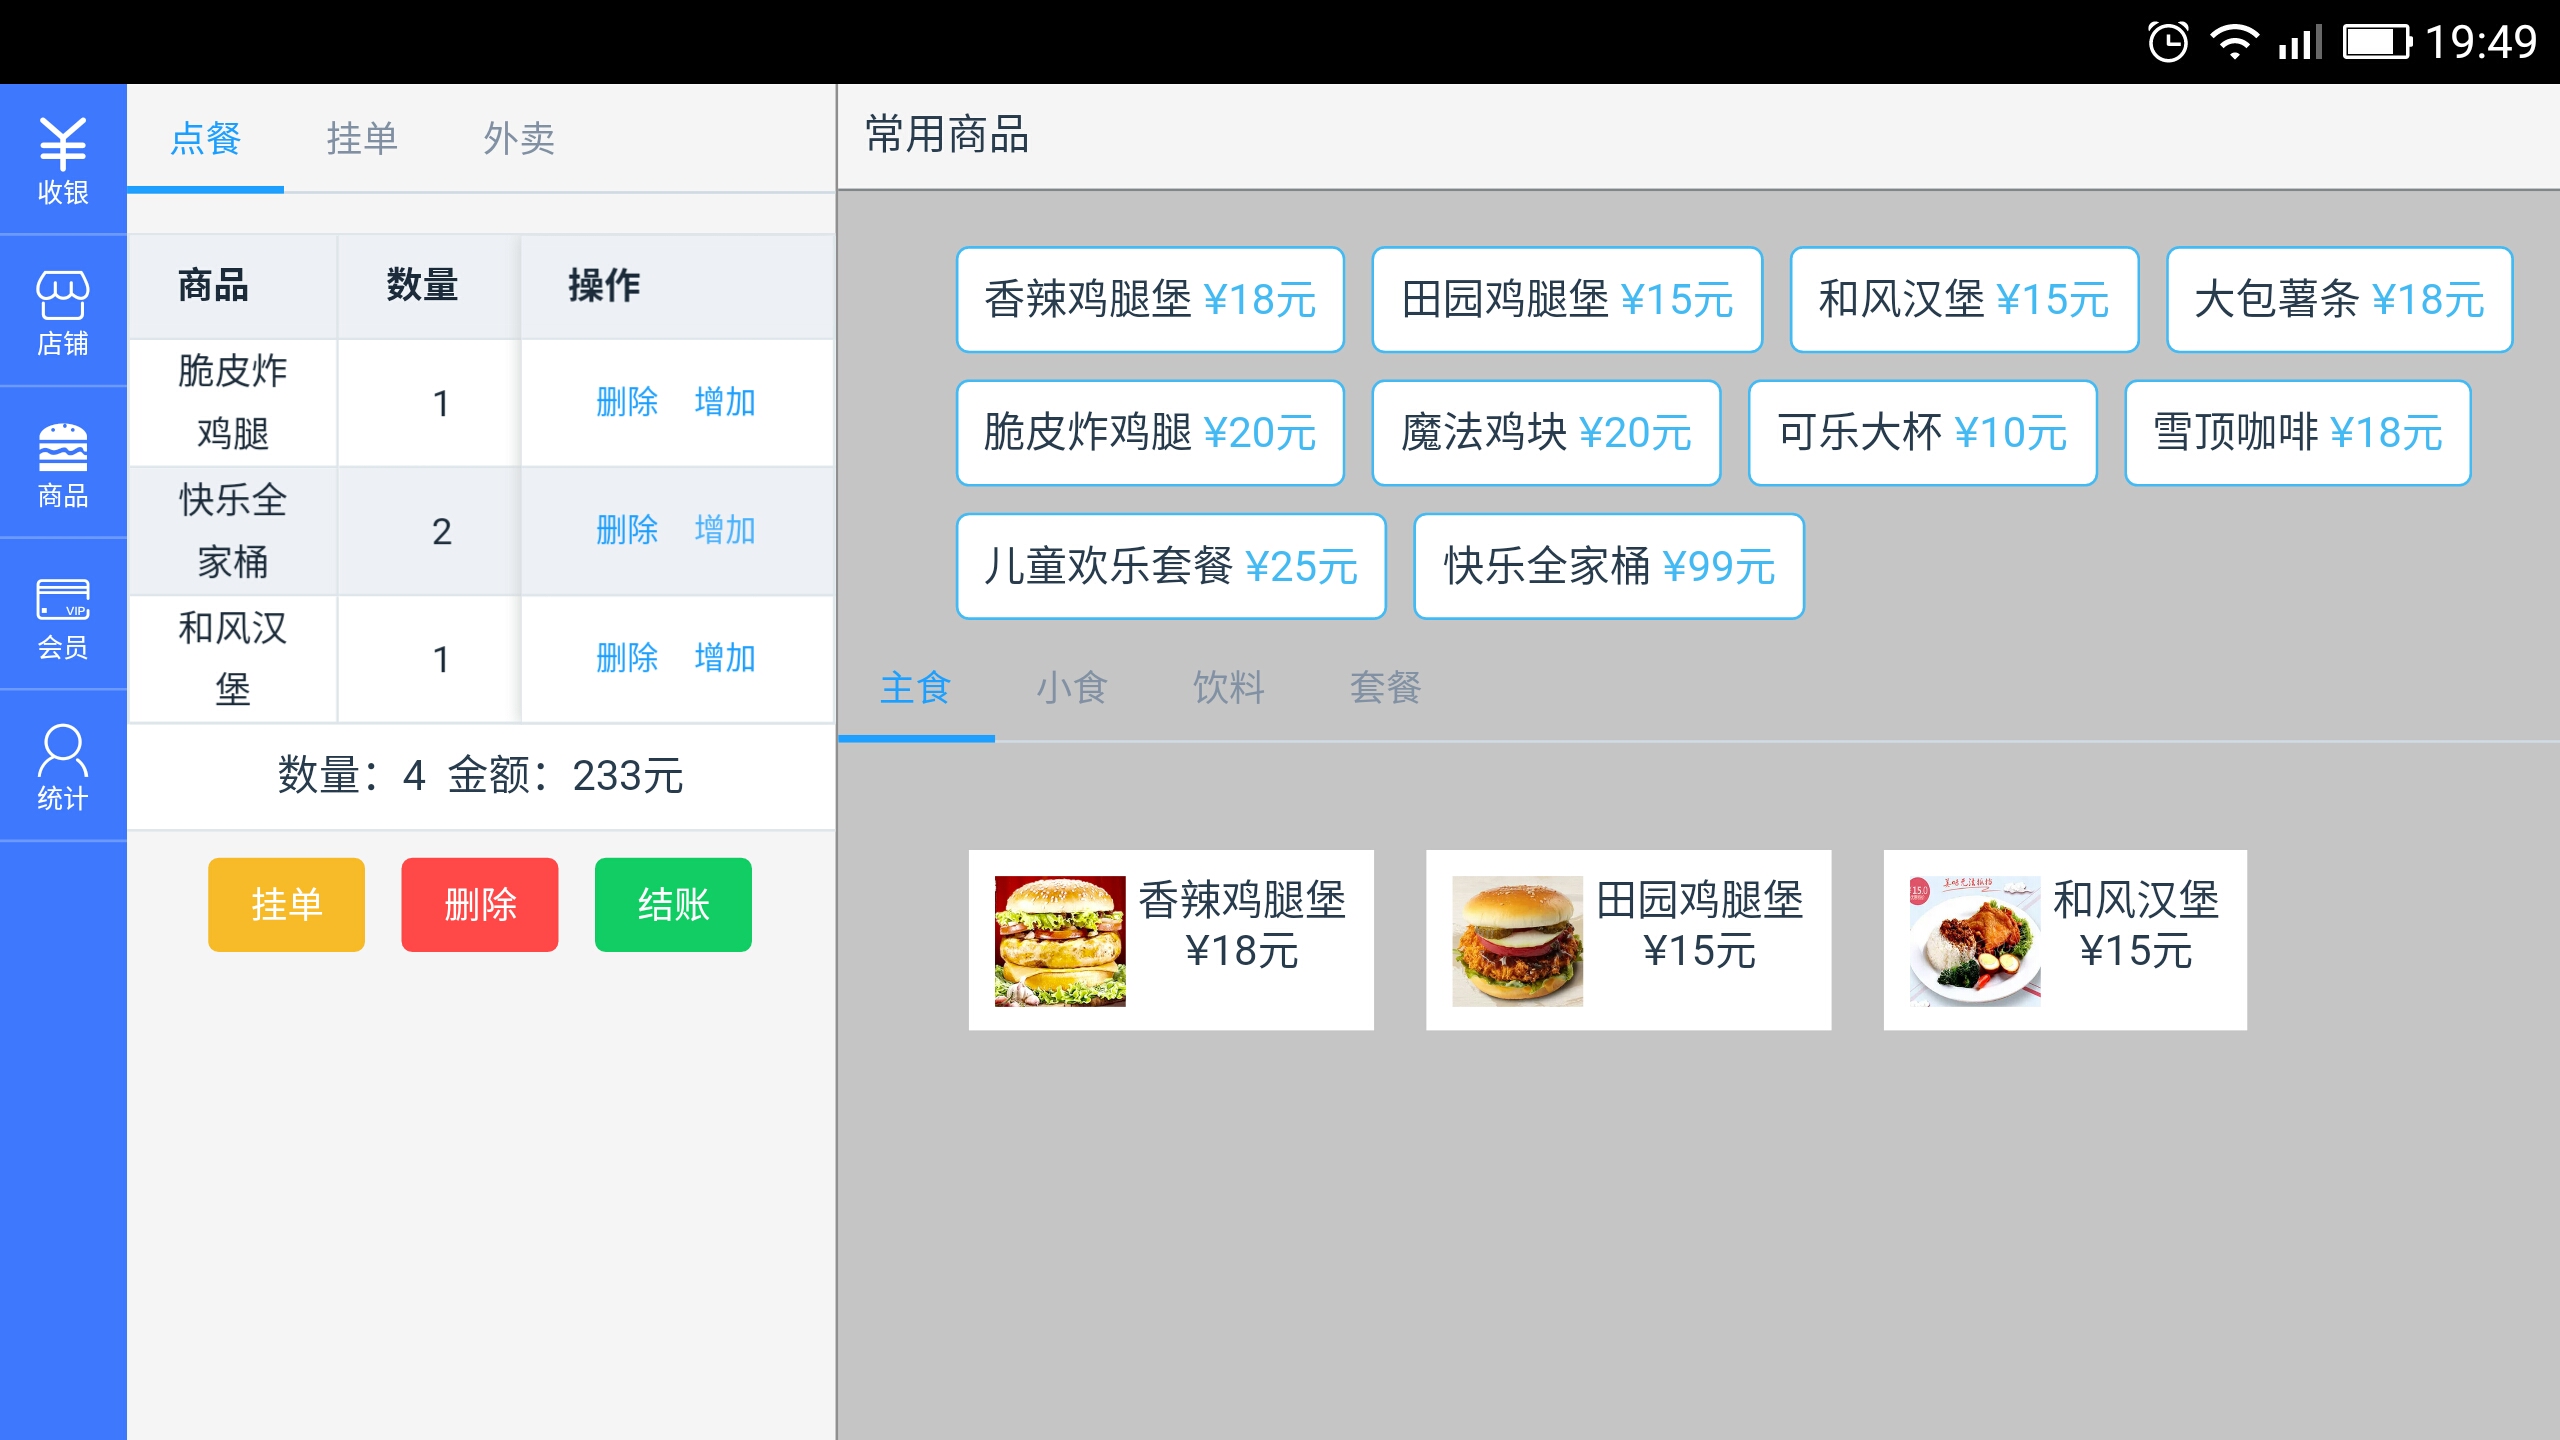 19:49
收银
店铺
商品
VIP
会员
统计
点餐 挂单 外卖
商品 数量 操作
脆皮炸
鸡腿
1 删除 增加
快乐全
家桶
2 删除 增加
和风汉
堡
1 删除 增加
数量：4 金额：233元
挂单 删除 结账
常用商品
香辣鸡腿堡 ¥18元 田园鸡腿堡 ¥15元 和风汉堡 ¥15元 大包薯条 ¥18元
脆皮炸鸡腿 ¥20元 魔法鸡块 ¥20元 可乐大杯 ¥10元 雪顶咖啡 ¥18元
儿童欢乐套餐 ¥25元 快乐全家桶 ¥99元
主食 小食 饮料 套餐
香辣鸡腿堡
¥18元
田园鸡腿堡
¥15元
和风汉堡
¥15元